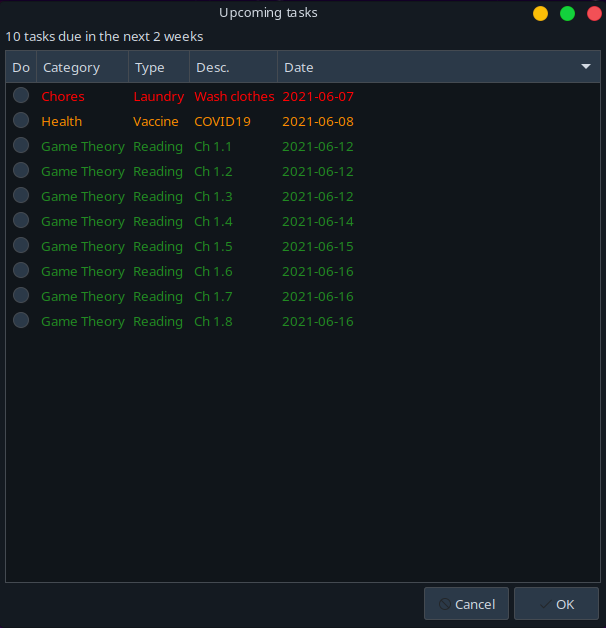 Upcoming tasks
10 tasks due in the next 2 weeks
Do Category Type Desc. Date
Chores Laundry Wash clothes 2021-06-07
Health Vaccine COVID19 2021-06-08
Game Theory Reading Ch 1.1 2021-06-12
Game Theory Reading Ch 1.2 2021-06-12
Game Theory Reading Ch 1.3 2021-06-12
Game Theory Reading Ch 1.4 2021-06-14
Game Theory Reading Ch 1.5 2021-06-15
Game Theory Reading Ch 1.6 2021-06-16
Game Theory Reading Ch 1.7 2021-06-16
Game Theory Reading Ch 1.8 2021-06-16
Cancel OK